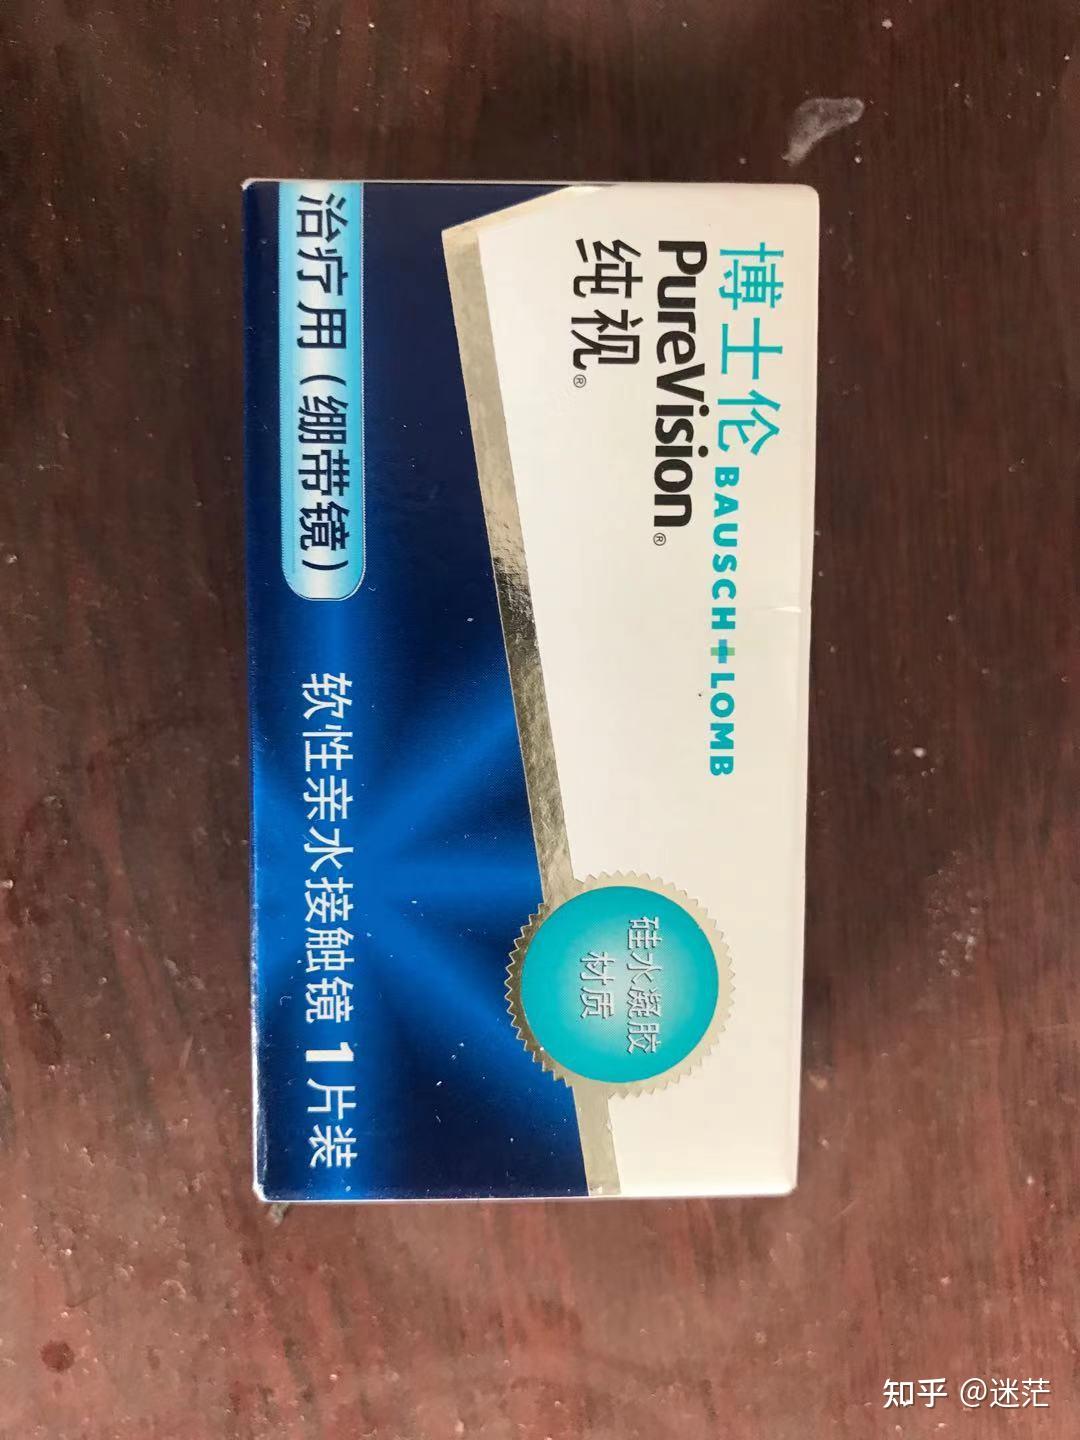 博士伦 BAUSCH+LOMB
PureVision®
纯视®
硅水凝胶
材质
治疗用（绷带镜）
软性亲水接触镜 1 片装
知乎 @迷茫